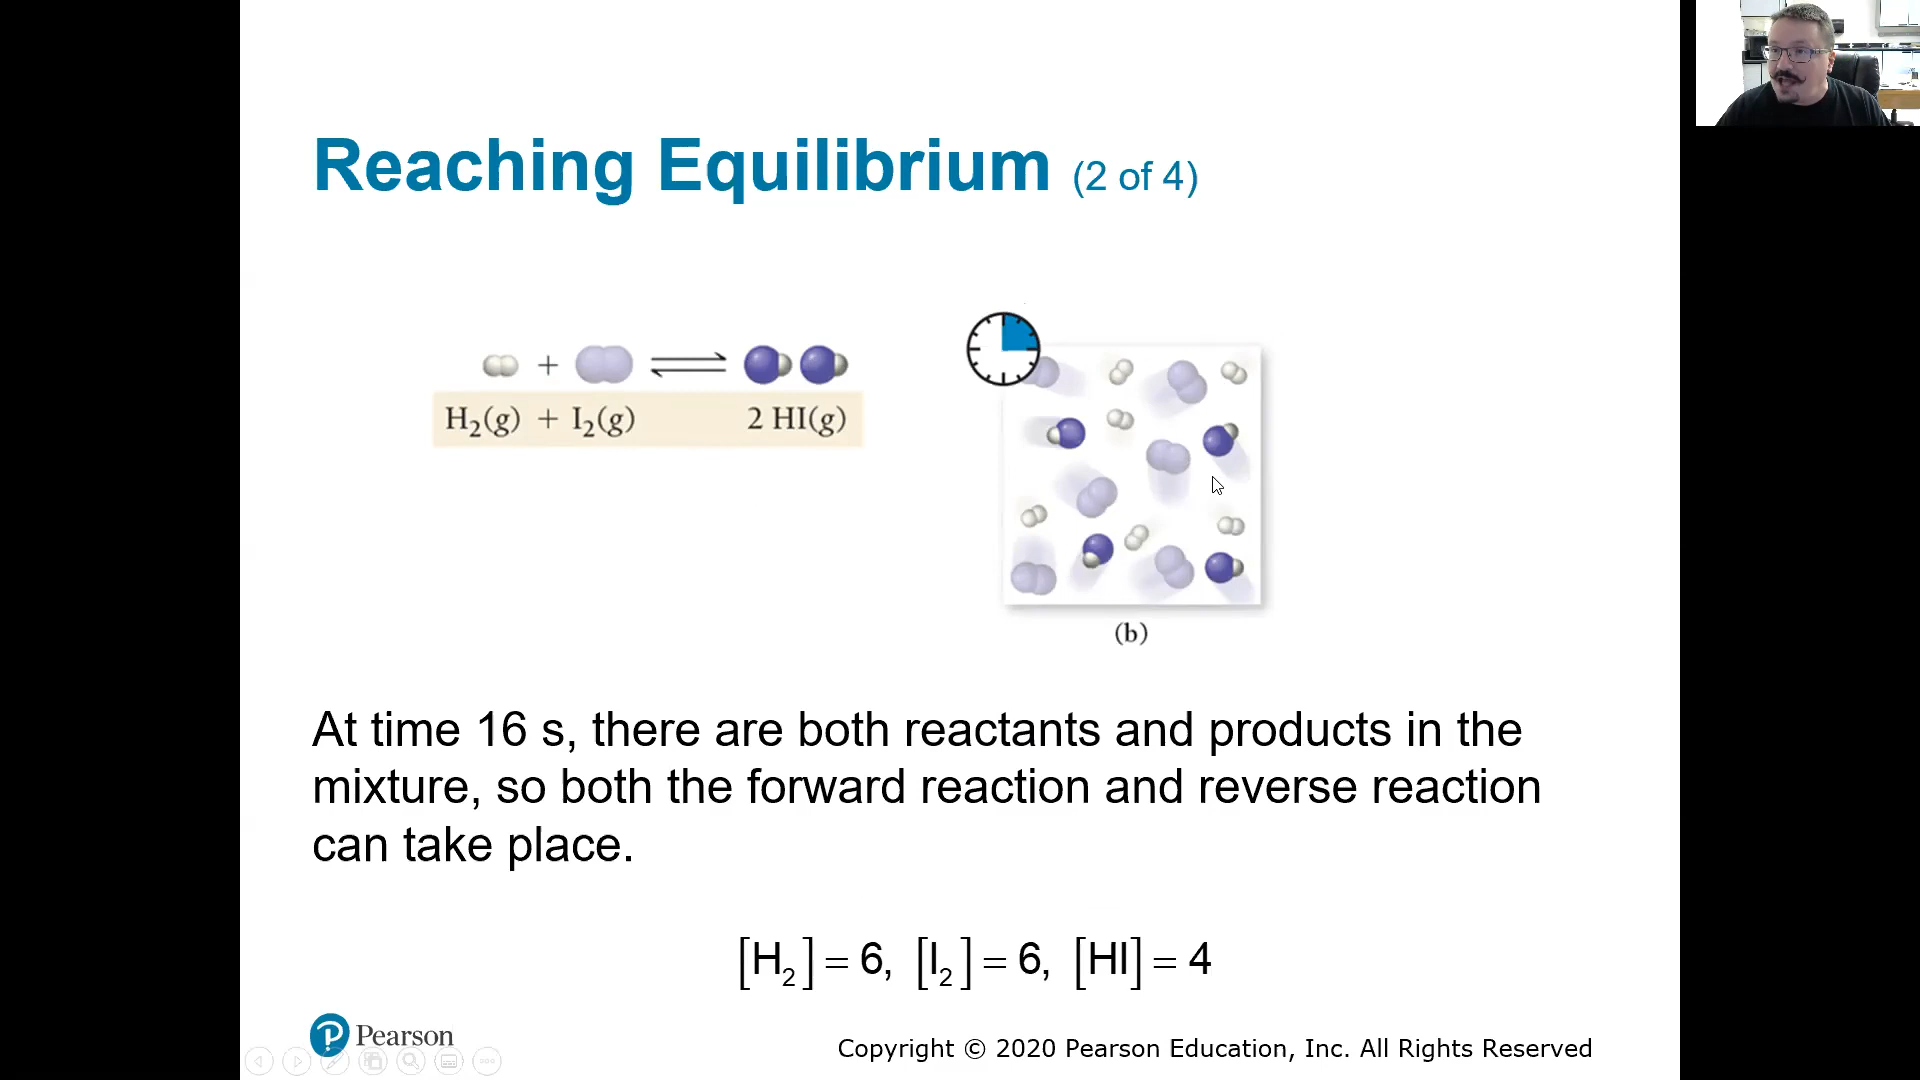 Reaching Equilibrium (2 of 4)
+
H₂(g) + I₂(g) 2 HI(g)
(b)
At time 16 s, there are both reactants and products in the
mixture, so both the forward reaction and reverse reaction
can take place.
[H₂] = 6, [I₂] = 6, [HI] = 4
Pearson
Copyright © 2020 Pearson Education, Inc. All Rights Reserved